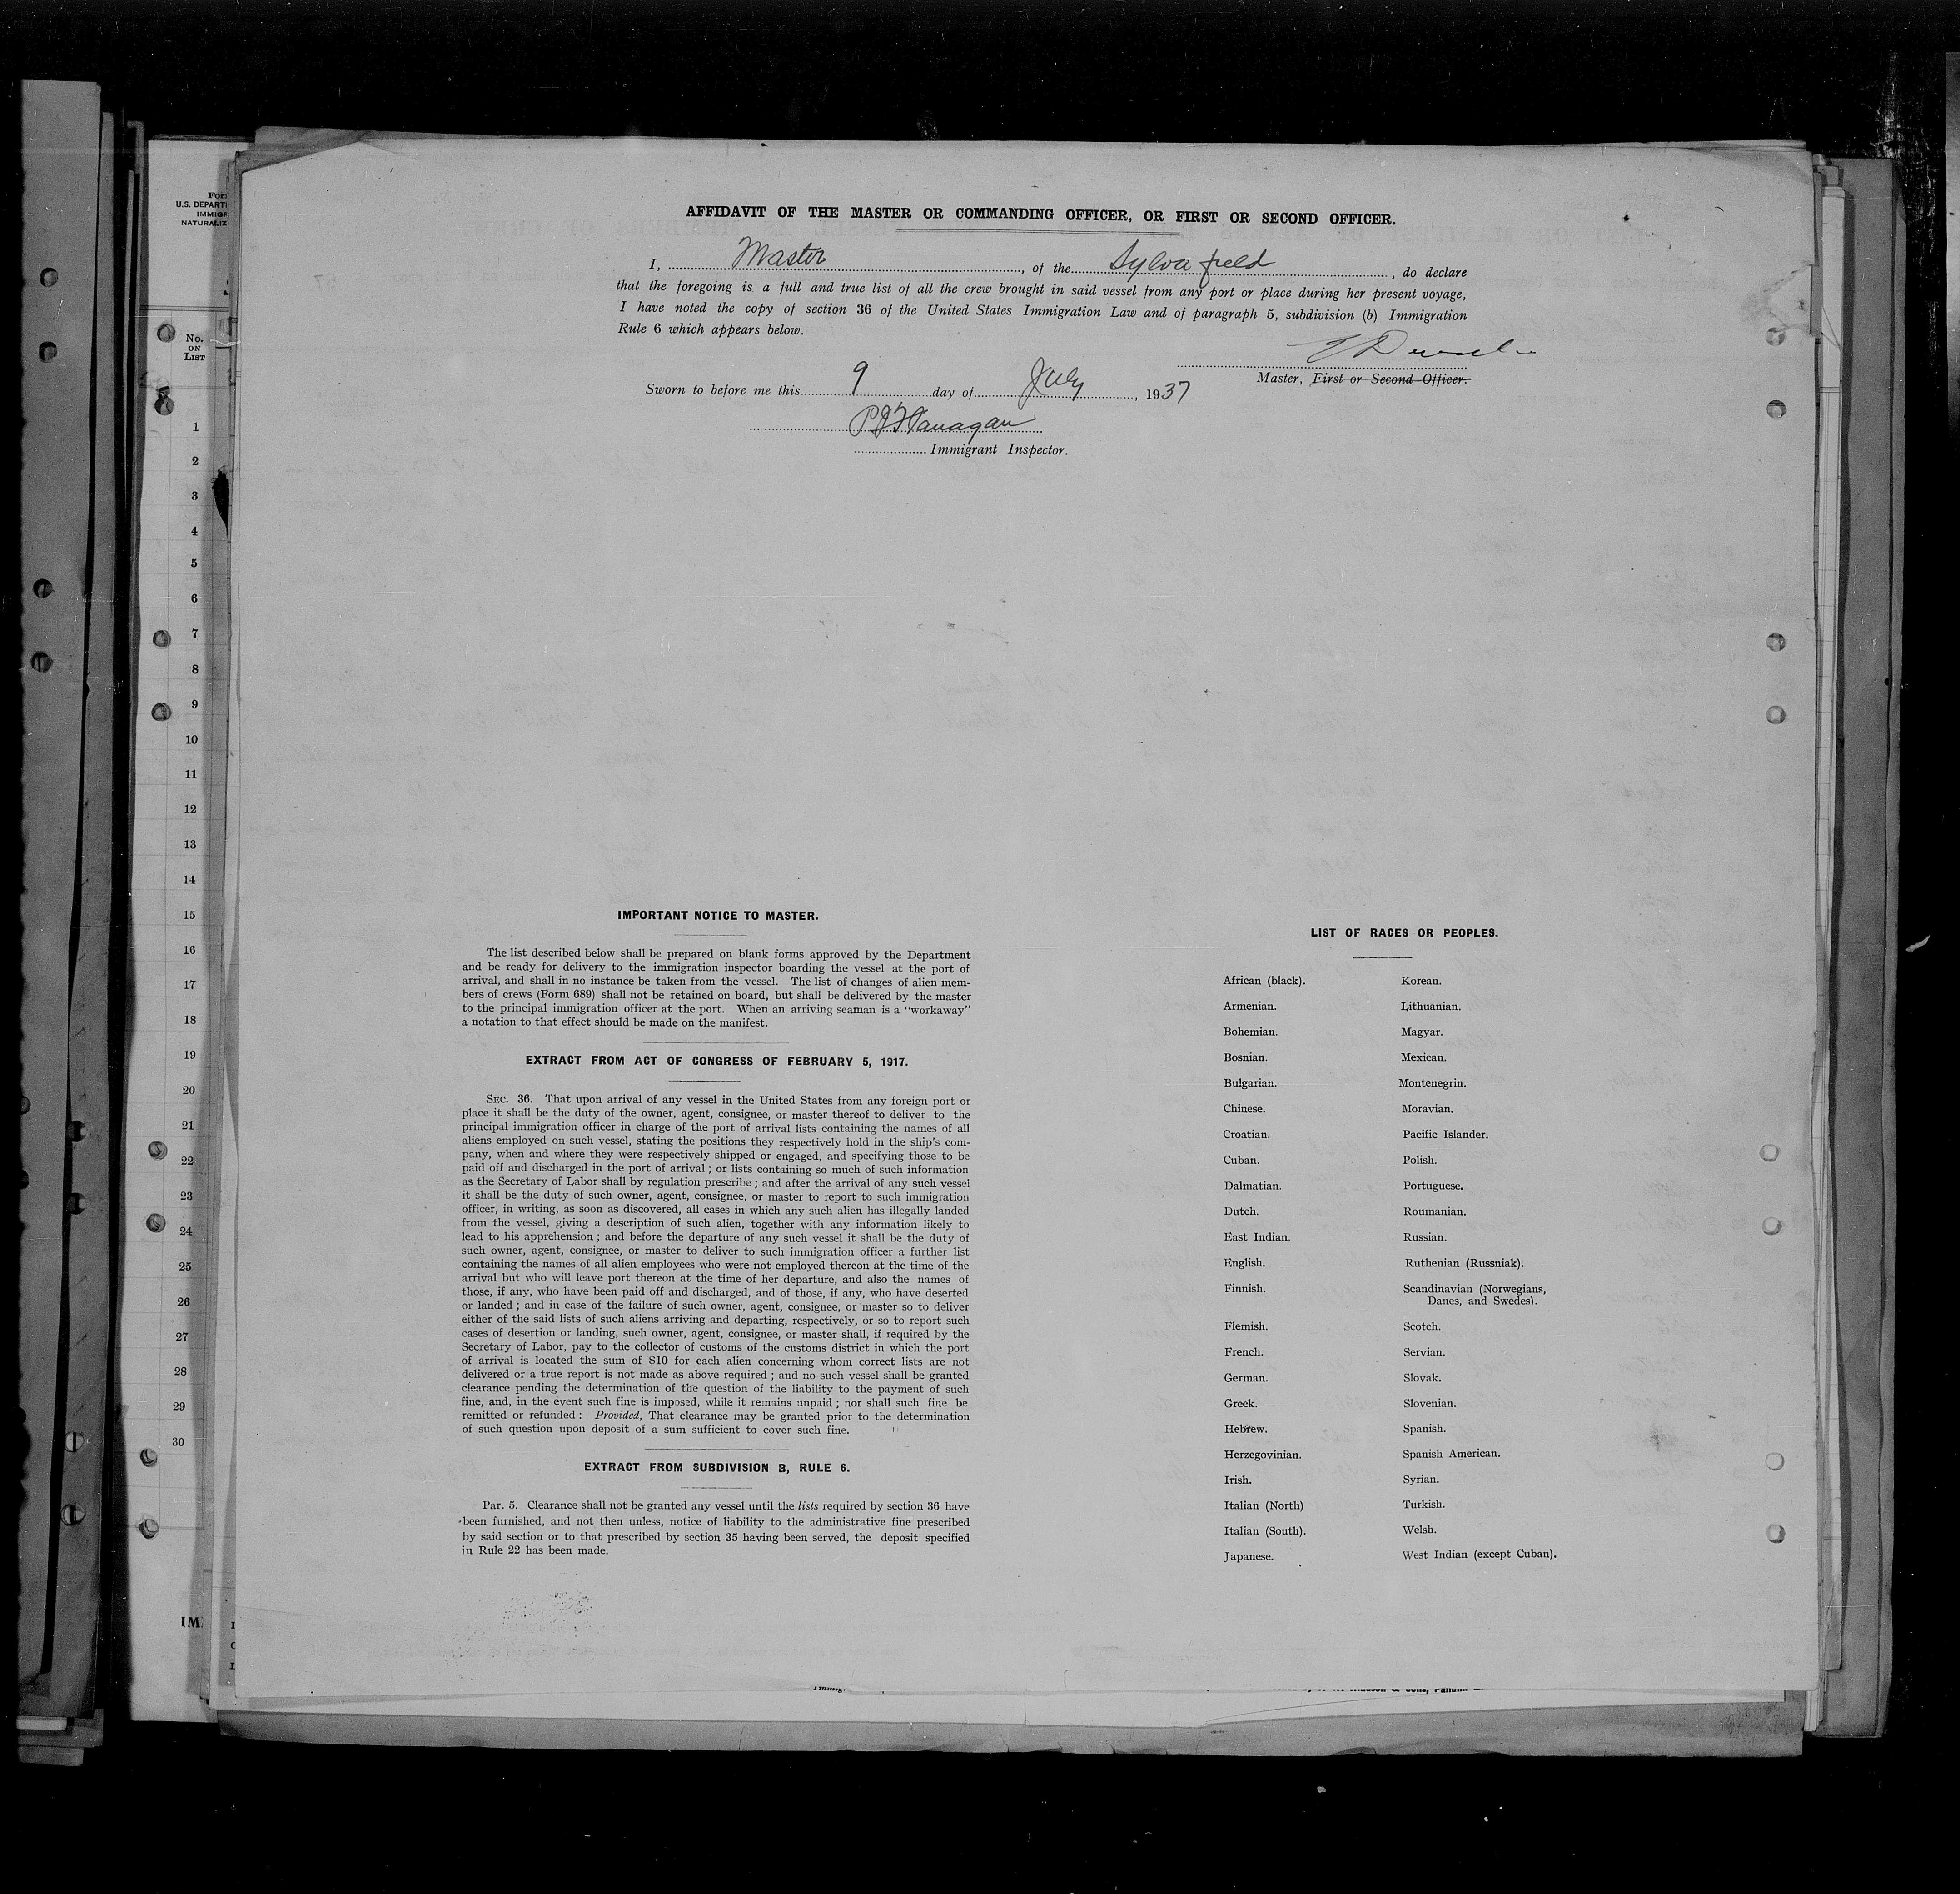 For
U.S. DEPART
IMMIGR
NATURALIZ
No.
ON
LIST
1
2
3
4
5
6
7
8
9
10
11
12
13
14
15
16
17
18
19
20
21
22
23
24
25
26
27
28
29
30
IM
AFFIDAVIT OF THE MASTER OR COMMANDING OFFICER, OR FIRST OR SECOND OFFICER.
I, Master, of the Sylvafield, do declare
that the foregoing is a full and true list of all the crew brought in said vessel from any port or place during her present voyage,
I have noted the copy of section 36 of the United States Immigration Law and of paragraph 5, subdivision (b) Immigration
Rule 6 which appears below.
Master, First or Second Officer.
Sworn to before me this 9 day of July, 1937
P J Flanagan
Immigrant Inspector.
IMPORTANT NOTICE TO MASTER.
The list described below shall be prepared on blank forms approved by the Department
and be ready for delivery to the immigration inspector boarding the vessel at the port of
arrival, and shall in no instance be taken from the vessel. The list of changes of alien mem-
bers of crews (Form 689) shall not be retained on board, but shall be delivered by the master
to the principal immigration officer at the port. When an arriving seaman is a "workaway"
a notation to that effect should be made on the manifest.
EXTRACT FROM ACT OF CONGRESS OF FEBRUARY 5, 1917.
SEC. 36. That upon arrival of any vessel in the United States from any foreign port or
place it shall be the duty of the owner, agent, consignee, or master thereof to deliver to the
principal immigration officer in charge of the port of arrival lists containing the names of all
aliens employed on such vessel, stating the positions they respectively hold in the ship's com-
pany, when and where they were respectively shipped or engaged, and specifying those to be
paid off and discharged in the port of arrival; or lists containing so much of such information
as the Secretary of Labor shall by regulation prescribe; and after the arrival of any such vessel
it shall be the duty of such owner, agent, consignee, or master to report to such immigration
officer, in writing, as soon as discovered, all cases in which any such alien has illegally landed
from the vessel, giving a description of such alien, together with any information likely to
lead to his apprehension; and before the departure of any such vessel it shall be the duty of
such owner, agent, consignee, or master to deliver to such immigration officer a further list
containing the names of all alien employees who were not employed thereon at the time of the
arrival but who will leave port thereon at the time of her departure, and also the names of
those, if any, who have been paid off and discharged, and of those, if any, who have deserted
or landed; and in case of the failure of such owner, agent, consignee, or master so to deliver
either of the said lists of such aliens arriving and departing, respectively, or so to report such
cases of desertion or landing, such owner, agent, consignee, or master shall, if required by the
Secretary of Labor, pay to the collector of customs of the customs district in which the port
of arrival is located the sum of $10 for each alien concerning whom correct lists are not
delivered or a true report is not made as above required; and no such vessel shall be granted
clearance pending the determination of the question of the liability to the payment of such
fine, and, in the event such fine is imposed, while it remains unpaid; nor shall such fine be
remitted or refunded: Provided, That clearance may be granted prior to the determination
of such question upon deposit of a sum sufficient to cover such fine.
EXTRACT FROM SUBDIVISION B, RULE 6.
Par. 5. Clearance shall not be granted any vessel until the lists required by section 36 have
been furnished, and not then unless, notice of liability to the administrative fine prescribed
by said section or to that prescribed by section 35 having been served, the deposit specified
in Rule 22 has been made.
LIST OF RACES OR PEOPLES.
African (black). Korean.
Armenian. Lithuanian.
Bohemian. Magyar.
Bosnian. Mexican.
Bulgarian. Montenegrin.
Chinese. Moravian.
Croatian. Pacific Islander.
Cuban. Polish.
Dalmatian. Portuguese.
Dutch. Roumanian.
East Indian. Russian.
English. Ruthenian (Russniak).
Finnish. Scandinavian (Norwegians,
Danes, and Swedes).
Flemish. Scotch.
French. Servian.
German. Slovak.
Greek. Slovenian.
Hebrew. Spanish.
Herzegovinian. Spanish American.
Irish. Syrian.
Italian (North) Turkish.
Italian (South). Welsh.
Japanese. West Indian (except Cuban).